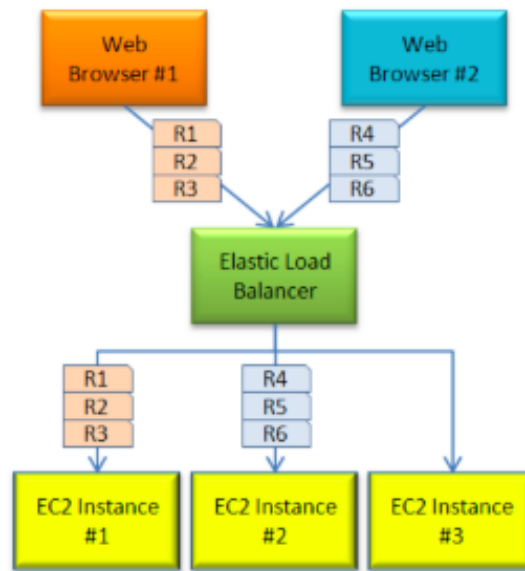 Web
Browser #1
Web
Browser #2
R1
R2
R3
R4
R5
R6
Elastic Load
Balancer
R1
R2
R3
R4
R5
R6
EC2 Instance
#1
EC2 Instance
#2
EC2 Instance
#3